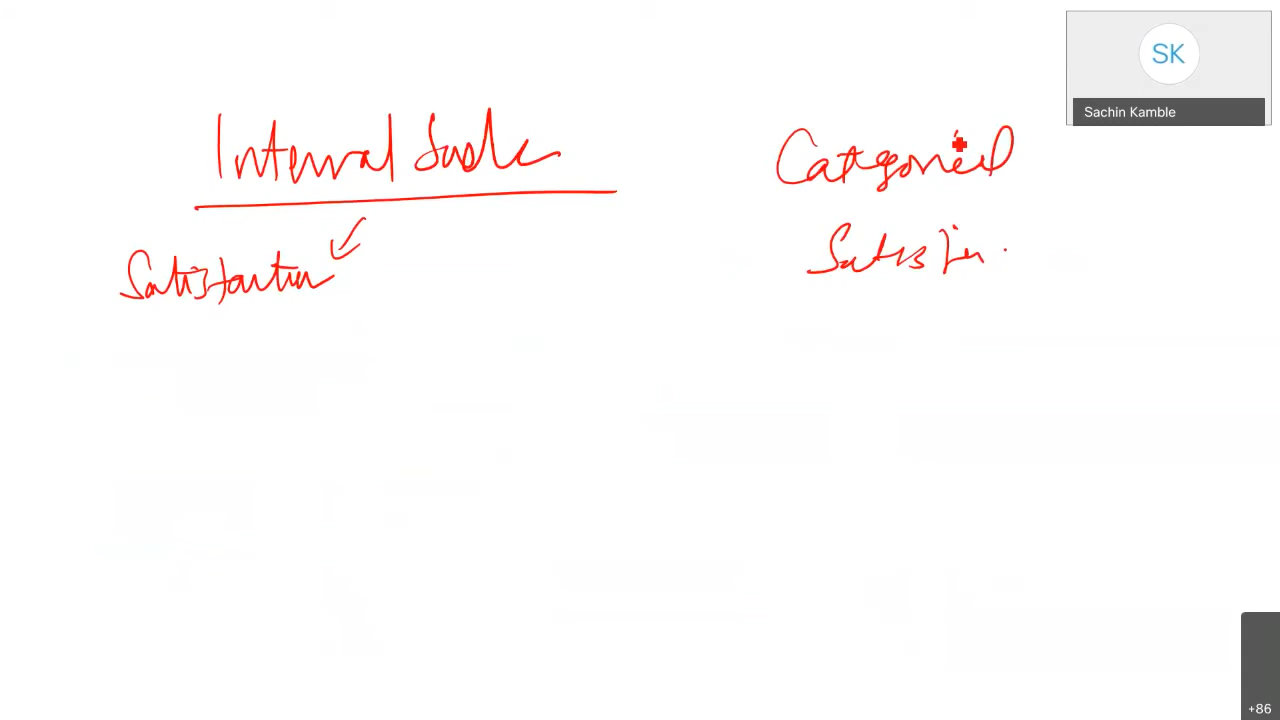 SK
Sachin Kamble
Interval Scale
Categorical
Satisfaction
+86